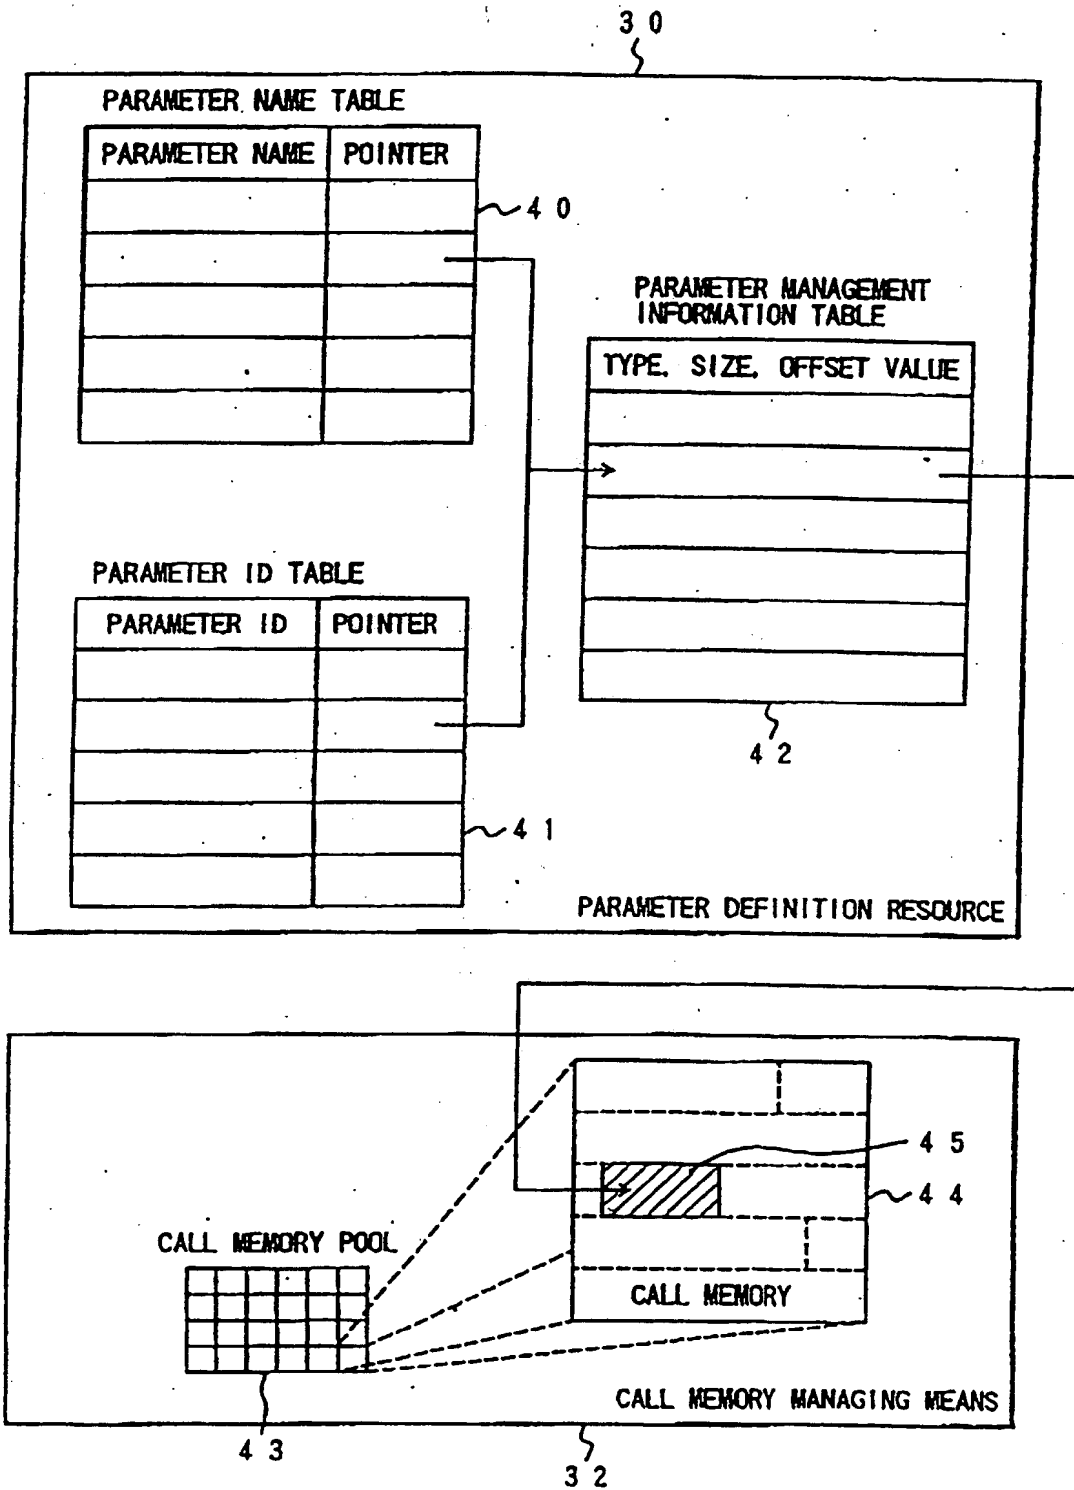 30
PARAMETER NAME TABLE
PARAMETER NAME POINTER
40
PARAMETER MANAGEMENT
INFORMATION TABLE
TYPE, SIZE, OFFSET VALUE
PARAMETER ID TABLE
PARAMETER ID POINTER
42
41
PARAMETER DEFINITION RESOURCE
45
44
CALL MEMORY POOL
CALL MEMORY
CALL MEMORY MANAGING MEANS
43
32